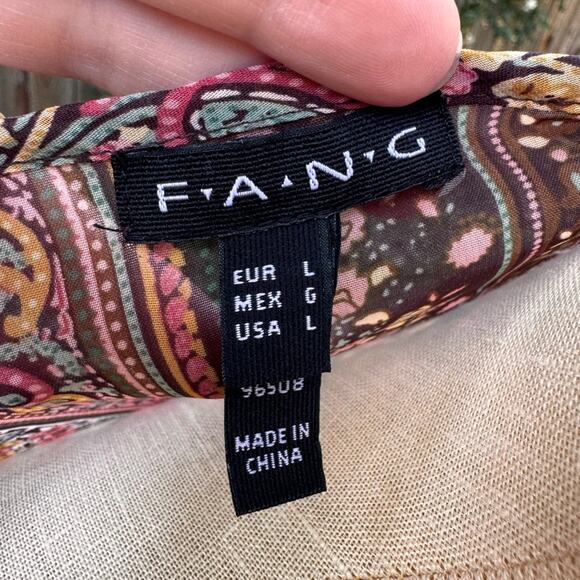 F·A·N·G
EUR L
MEX G
USA L
96508
MADE IN
CHINA